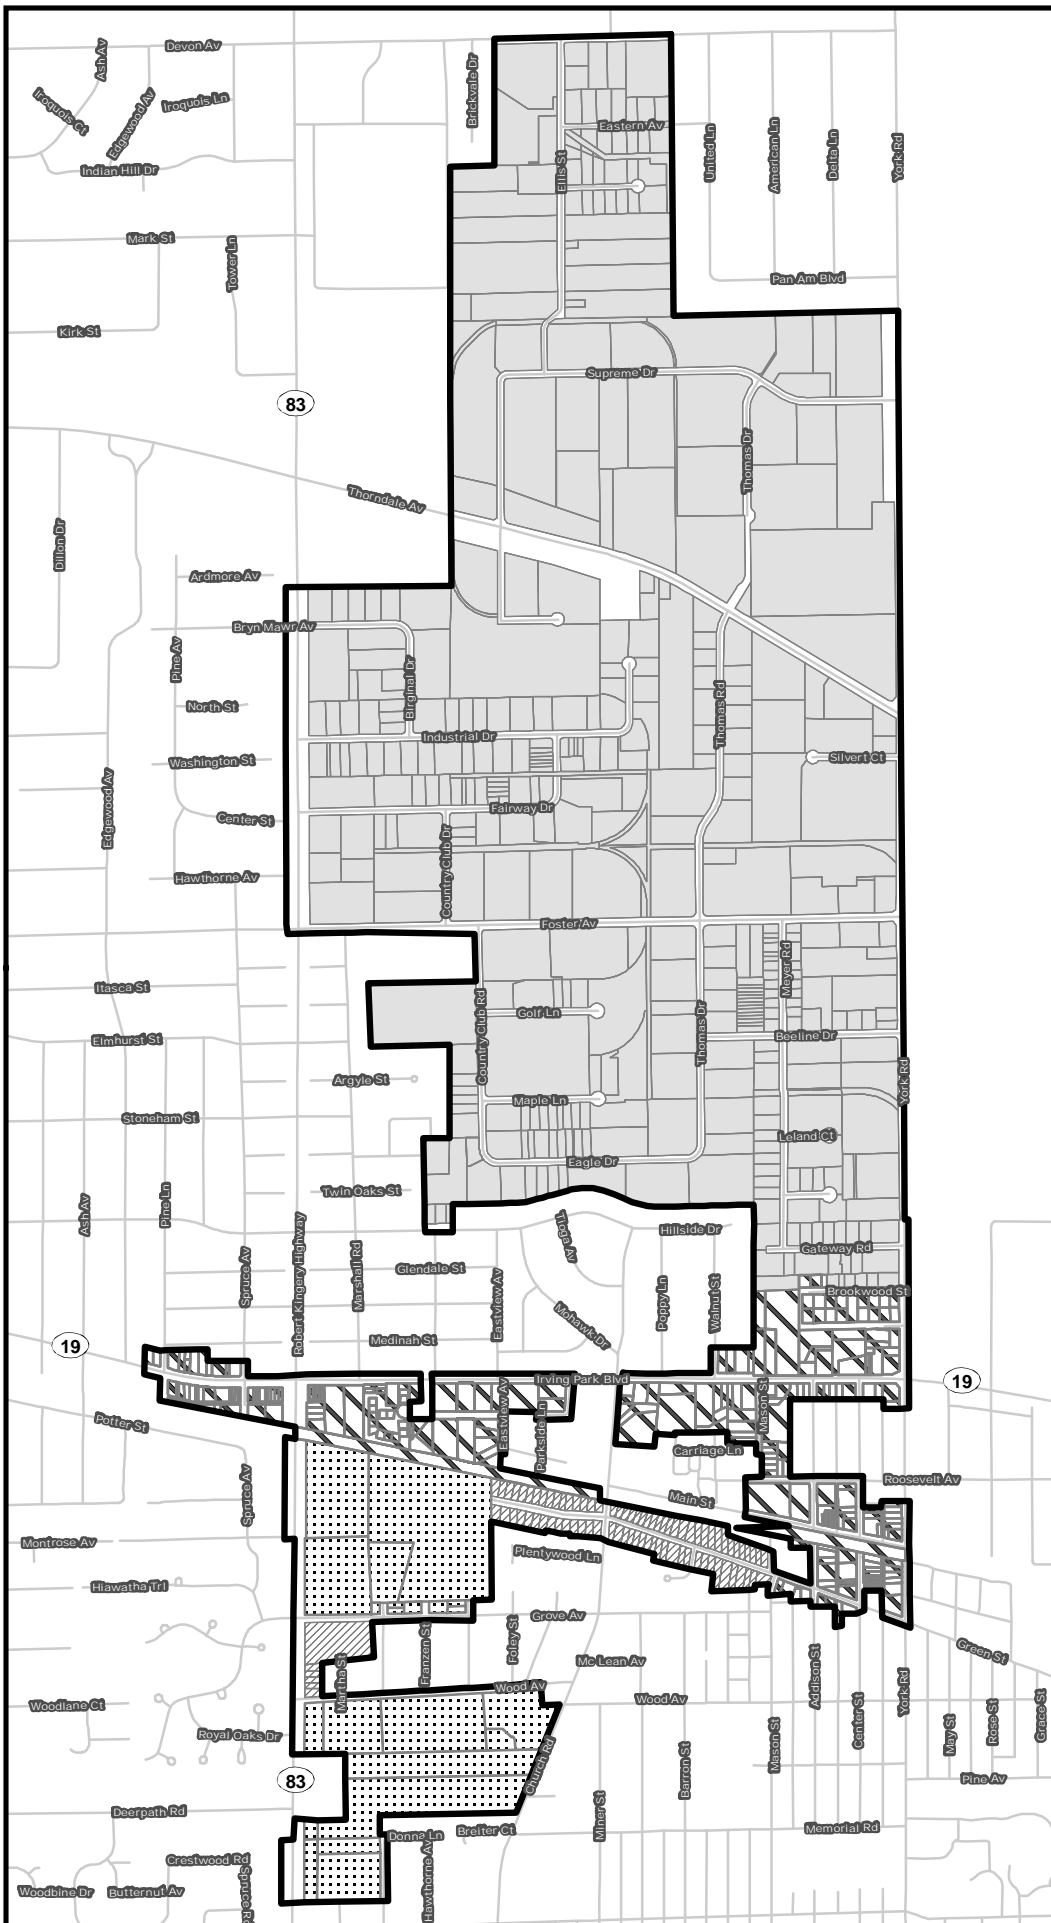 Devon Av
Ash Av
Brickvale Dr
Iroquois Ct
Edgewood Av
Iroquois Ln
Eastern Av
United Ln
American Ln
Delta Ln
York Rd
Indian Hill Dr
Ellis St
Mark St
Tower Ln
Pan Am Blvd
Kirk St
Supreme Dr
83
Thomas Dr
Thorndale Av
Dillon Dr
Ardmore Av
Bryn Mawr Av
Pine Av
Birginal Dr
Thomas Rd
North St
Industrial Dr
Washington St
Silvert Ct
Edgewood Av
Center St
Fairway Dr
Country Club Dr
Hawthorne Av
Foster Av
Meyer Rd
Itasca St
Country Club Rd
Golf Ln
Thomas Dr
Elmhurst St
Beeline Dr
Argyle St
York Rd
Maple Ln
Stoneham St
Leland Ct
Eagle Dr
Twin Oaks St
Ash Av
Pine Ln
Tioga Av
Hillside Dr
Robert Kingery Highway
Gateway Rd
Spruce Av
Marshall Rd
Glendale St
Eastview Av
Poppy Ln
Walnut St
Brookwood St
Mohawk Dr
Medinah St
19
Irving Park Blvd
19
Potter St
Eastview Av
Parkside Ln
Mason St
Carriage Ln
Spruce Av
Roosevelt Av
Main St
Montrose Av
Plentywood Ln
Hiawatha Trl
Grove Av
Franzen St
Foley St
Green St
Martha St
Mc Lean Av
Addison St
Wood Av
Wood Av
York Rd
Woodlane Ct
Center St
Grace St
Royal Oaks Dr
May St
Rose St
Mason St
Church Rd
Barron St
83
Pine Av
Deerpath Rd
Miner St
Memorial Rd
Donna Ln
Breiter Ct
Crestwood Rd
Hawthorne Av
Woodbine Dr
Butternut Av
Spruce Rd